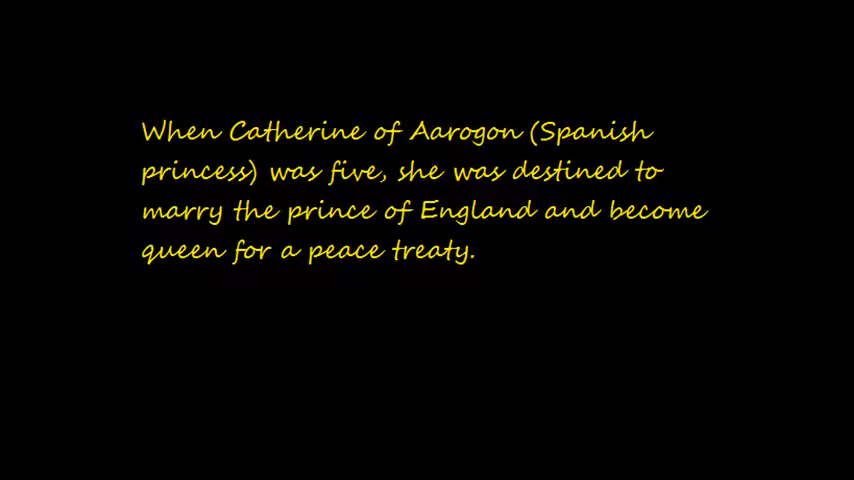 When Catherine of Aarogon (Spanish
princess) was five, she was destined to
marry the prince of England and become
queen for a peace treaty.